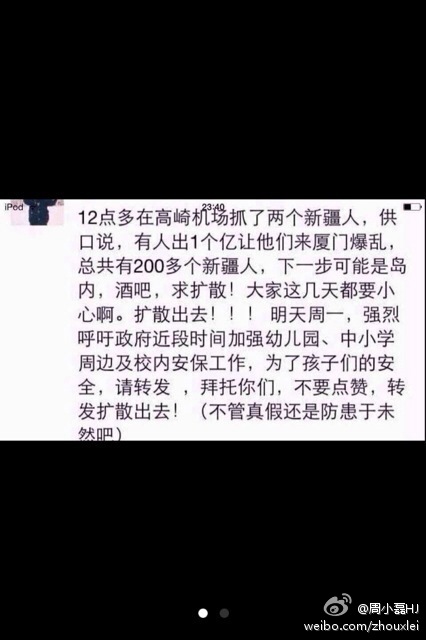 iPod
23:40
12点多在高崎机场抓了两个新疆人，供
口说，有人出1个亿让他们来厦门爆乱，
总共有200多个新疆人，下一步可能是岛
内，酒吧，求扩散！大家这几天都要小
心啊。扩散出去！！！ 明天周一，强烈
呼吁政府近段时间加强幼儿园、中小学
周边及校内安保工作，为了孩子们的安
全，请转发 ，拜托你们，不要点赞，转
发扩散出去！（不管真假还是防患于未
然吧）
@周小磊HJ
weibo.com/zhouxlei